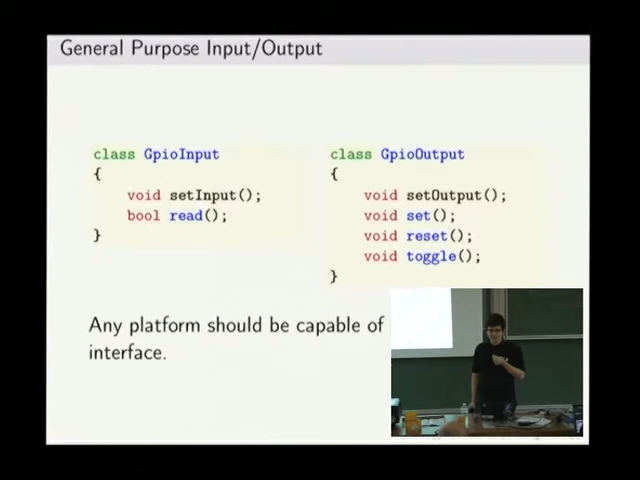 General Purpose Input/Output
class GpioInput
{
void setInput();
bool read();
}
class GpioOutput
{
void setOutput();
void set();
void reset();
void toggle();
}
Any platform should be capable of
interface.